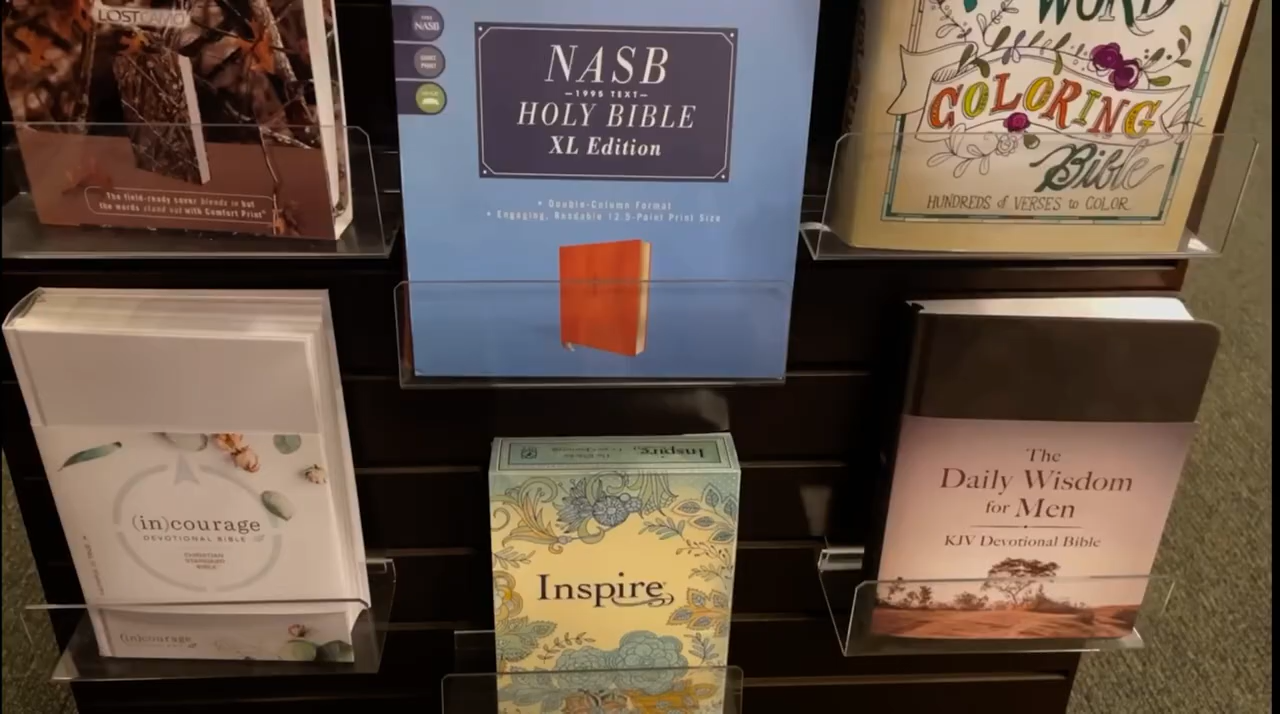 LOSTCAMO
The field-ready cover blends in but
the words stand out with Comfort Print®
NASB
NASB
1995 TEXT
HOLY BIBLE
XL Edition
• Double-Column Format
• Engaging, Readable 12.5-Point Print Size
WORD
COLORING
Bible
HUNDREDS of VERSES to COLOR
(in)courage
DEVOTIONAL BIBLE
CHRISTIAN
STANDARD
BIBLE
(in)courage
Inspire
Inspire
The
Daily Wisdom
for Men
KJV Devotional Bible